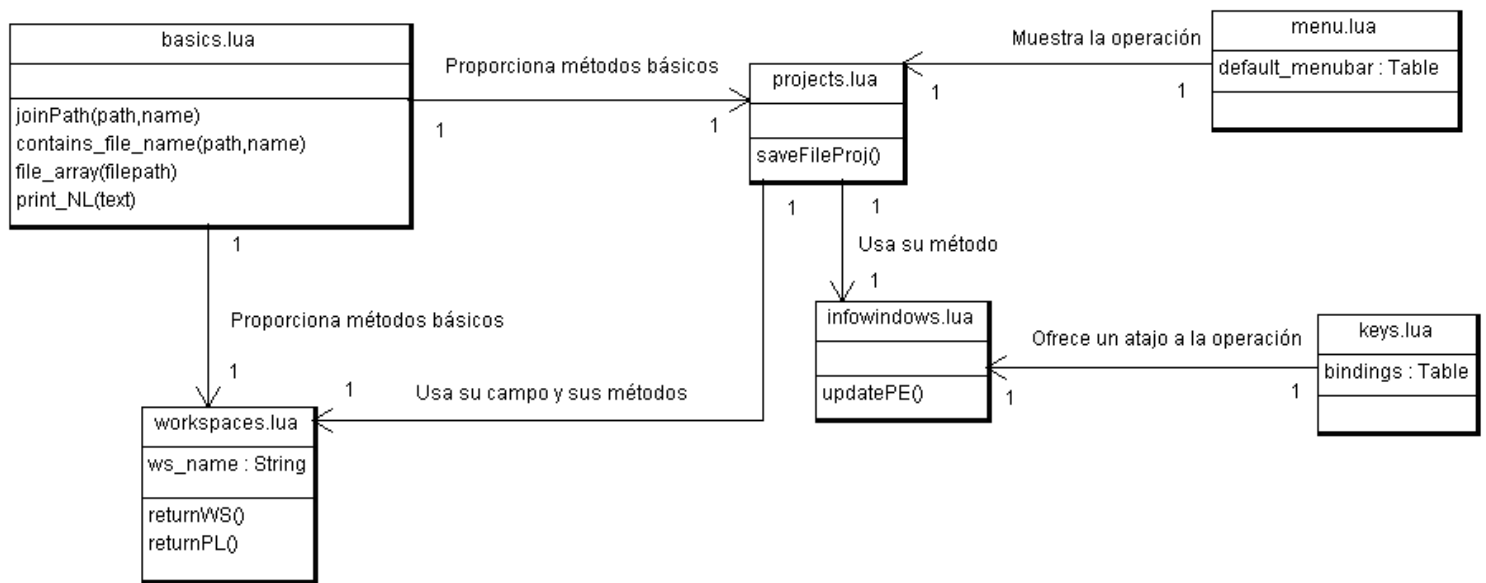 basics.lua
joinPath(path,name)
contains_file_name(path,name)
file_array(filepath)
print_NL(text)
Proporciona métodos básicos
1
1
projects.lua
saveFileProj()
Muestra la operación
1
1
menu.lua
default_menubar : Table
1
Proporciona métodos básicos
1
1
1
Usa su método
1
infowindows.lua
updatePE()
Ofrece un atajo a la operación
1
1
keys.lua
bindings : Table
1
Usa su campo y sus métodos
workspaces.lua
ws_name : String
returnWS()
returnPL()